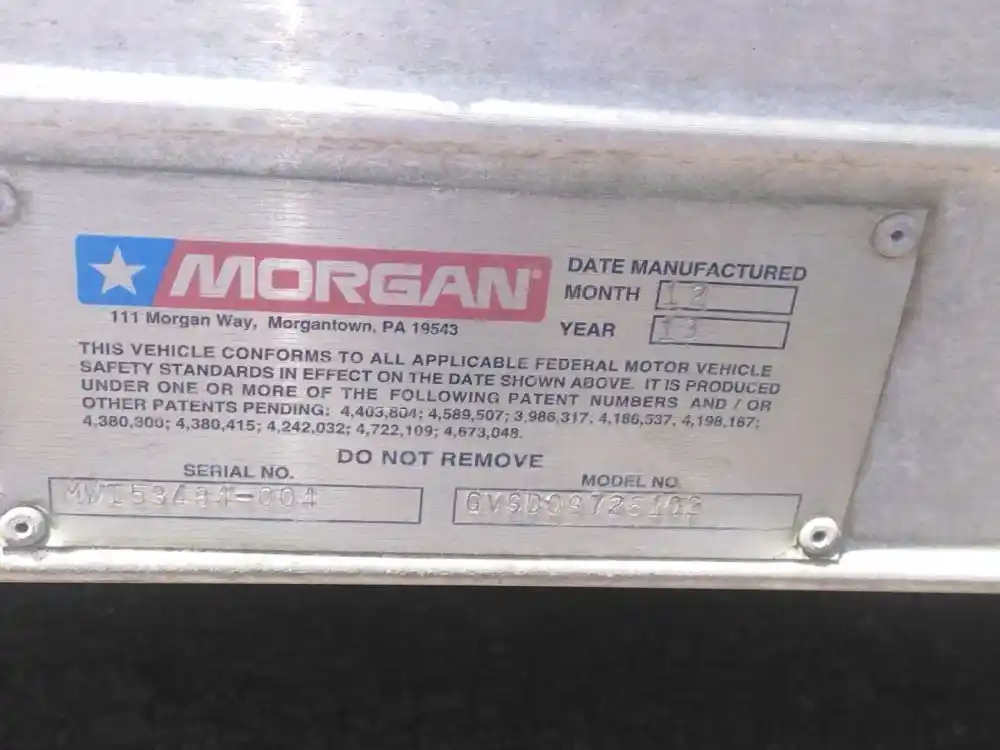 MORGAN®
111 Morgan Way, Morgantown, PA 19543
DATE MANUFACTURED
MONTH 12
YEAR 13
THIS VEHICLE CONFORMS TO ALL APPLICABLE FEDERAL MOTOR VEHICLE
SAFETY STANDARDS IN EFFECT ON THE DATE SHOWN ABOVE. IT IS PRODUCED
UNDER ONE OR MORE OF THE FOLLOWING PATENT NUMBERS AND / OR
OTHER PATENTS PENDING: 4,403,804; 4,589,507; 3,986,317, 4,186,537, 4,198,187;
4,380,300; 4,380,415; 4,242,032; 4,722,109; 4,673,048.
DO NOT REMOVE
SERIAL NO.
MODEL NO.